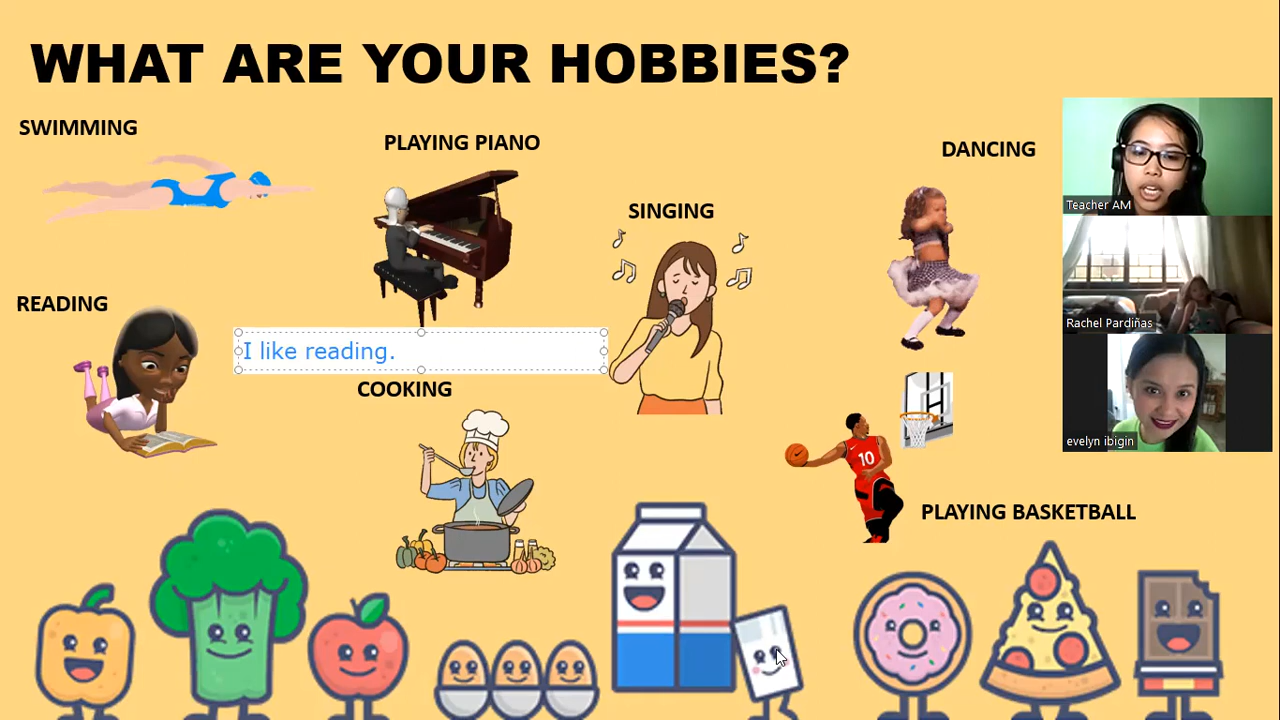 WHAT ARE YOUR HOBBIES?
SWIMMING
PLAYING PIANO
DANCING
SINGING
READING
I like reading.
COOKING
10
PLAYING BASKETBALL
Teacher AM
Rachel Pardiñas
evelyn ibigin